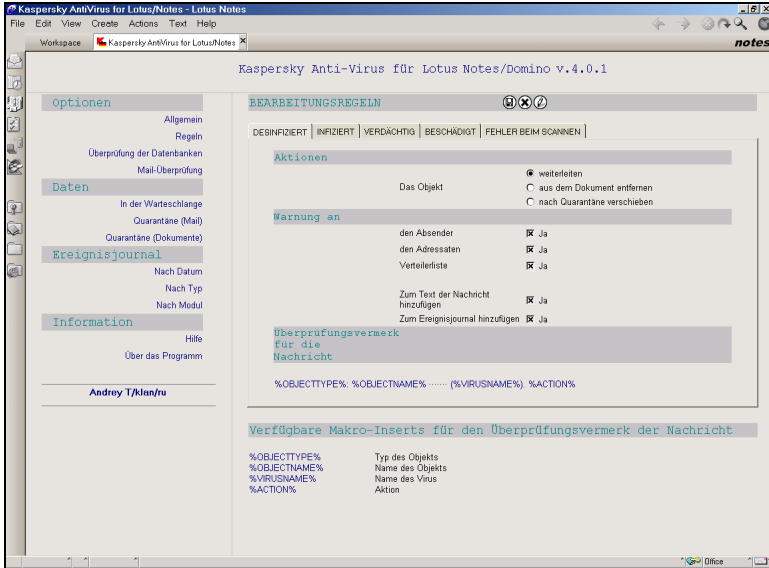 Kaspersky AntiVirus for Lotus/Notes - Lotus Notes
File Edit View Create Actions Text Help
Workspace Kaspersky AntiVirus for Lotus/Notes
notes
Kaspersky Anti-Virus für Lotus Notes/Domino v.4.0.1
Optionen
Allgemein
Regeln
Überprüfung der Datenbanken
Mail-Überprüfung
Daten
In der Warteschlange
Quarantäne (Mail)
Quarantäne (Dokumente)
Ereignisjournal
Nach Datum
Nach Typ
Nach Modul
Information
Hilfe
Über das Programm
Andrey T/klan/ru
BEARBEITUNGSREGELN
DESINFIZIERT INFIZIERT VERDÄCHTIG BESCHÄDIGT FEHLER BEIM SCANNEN
Aktionen
Das Objekt
weiterleiten
aus dem Dokument entfernen
nach Quarantäne verschieben
Warnung an
den Absender Ja
den Adressaten Ja
Verteilerliste Ja
Zum Text der Nachricht
hinzufügen Ja
Zum Ereignisjournal hinzufügen Ja
Überprüfungsvermerk
für die
Nachricht
%OBJECTTYPE%: %OBJECTNAME% ······· (%VIRUSNAME%). %ACTION%
Verfügbare Makro-Inserts für den Überprüfungsvermerk der Nachricht
%OBJECTTYPE% Typ des Objekts
%OBJECTNAME% Name des Objekts
%VIRUSNAME% Name des Virus
%ACTION% Aktion
Office